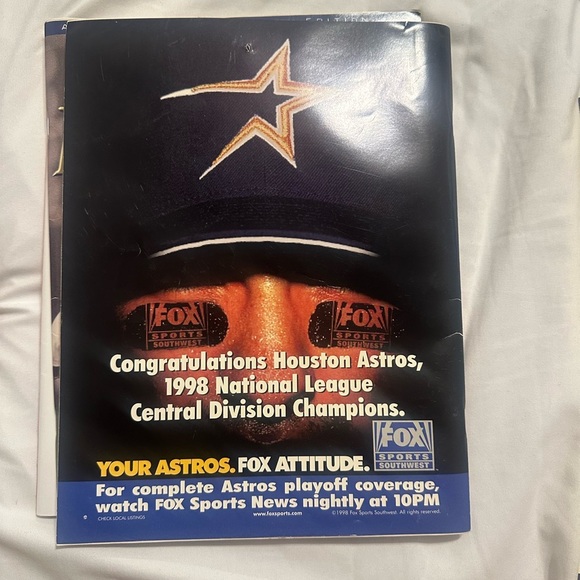 EDITION
FOX
SPORTS
SOUTHWEST
FOX
SPORTS
SOUTHWEST
Congratulations Houston Astros,
1998 National League
Central Division Champions.
FOX
SPORTS
SOUTHWEST
YOUR ASTROS. FOX ATTITUDE.
For complete Astros playoff coverage,
watch FOX Sports News nightly at 10PM
CHECK LOCAL LISTINGS
www.foxsports.com
©1998 Fox Sports Southwest. All rights reserved.